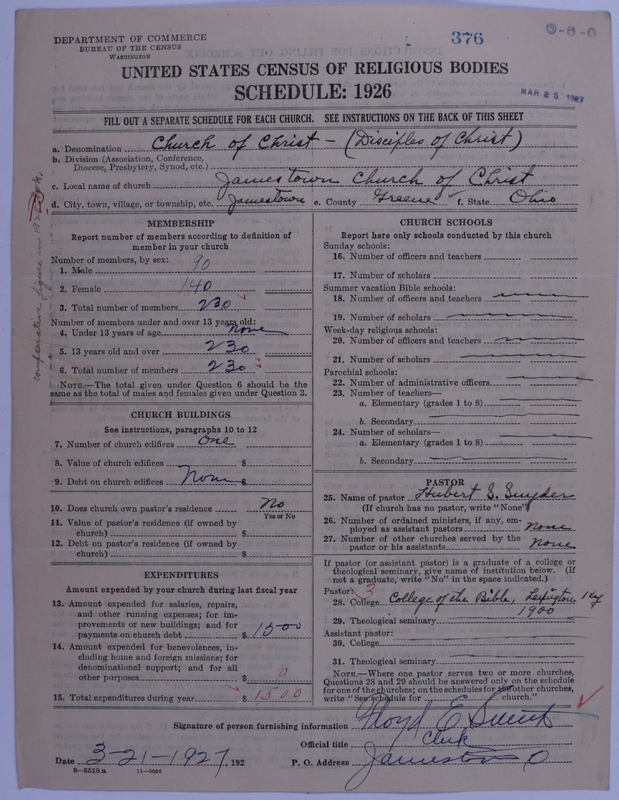 DEPARTMENT OF COMMERCE
BUREAU OF THE CENSUS
WASHINGTON
376
MAR 25 1927
UNITED STATES CENSUS OF RELIGIOUS BODIES
SCHEDULE: 1926
FILL OUT A SEPARATE SCHEDULE FOR EACH CHURCH. SEE INSTRUCTIONS ON THE BACK OF THIS SHEET
a. Denomination Church of Christ - (Disciples of Christ)
b. Division (Association, Conference,
Diocese, Presbytery, Synod, etc.)
c. Local name of church Jamestown Church of Christ
d. City, town, village, or township, etc. Jamestown e. County Greene f. State Ohio
MEMBERSHIP
Report number of members according to definition of
member in your church
Number of members, by sex:
1. Male 90
2. Female 140
3. Total number of members 230
Number of members under and over 13 years old:
4. Under 13 years of age none
5. 13 years old and over 230
6. Total number of members 230
NOTE.—The total given under Question 6 should be the
same as the total of males and females given under Question 3.
CHURCH BUILDINGS
See instructions, paragraphs 10 to 12
7. Number of church edifices one
8. Value of church edifices $
9. Debt on church edifices None $
10. Does church own pastor's residence No
Yes or No
11. Value of pastor's residence (if owned by
church) $
12. Debt on pastor's residence (if owned by
church) $
EXPENDITURES
Amount expended by your church during last fiscal year
13. Amount expended for salaries, repairs,
and other running expenses; for im-
provements or new buildings; and for
payments on church debt $ 1500
14. Amount expended for benevolences, in-
cluding home and foreign missions; for
denominational support; and for all
other purposes $ 0
15. Total expenditures during year $ 1500
CHURCH SCHOOLS
Report here only schools conducted by this church
Sunday schools:
16. Number of officers and teachers
17. Number of scholars
Summer vacation Bible schools:
18. Number of officers and teachers
19. Number of scholars
Week-day religious schools:
20. Number of officers and teachers
21. Number of scholars
Parochial schools:
22. Number of administrative officers
23. Number of teachers—
a. Elementary (grades 1 to 8)
b. Secondary
24. Number of scholars—
a. Elementary (grades 1 to 8)
b. Secondary
PASTOR
25. Name of pastor Hubert S. Snyder
(If church has no pastor, write "None")
26. Number of ordained ministers, if any, em-
ployed as assistant pastors None
27. Number of other churches served by the
pastor or his assistants None
If pastor (or assistant pastor) is a graduate of a college or
theological seminary, give name of institution below. (If
not a graduate, write "No" in the space indicated.)
Pastor: 3
28. College College of the Bible, Lexington Ky
1900
29. Theological seminary
Assistant pastor:
30. College
31. Theological seminary
NOTE.—Where one pastor serves two or more churches,
Questions 28 and 29 should be answered only on the schedule
for one of the churches; on the schedules for the other churches,
write "See schedule for church."
Signature of person furnishing information Floyd E.
Official title Clerk
Date 3-21-1927, 192 P. O. Address Jamestown O
8—5518 a 11—9664